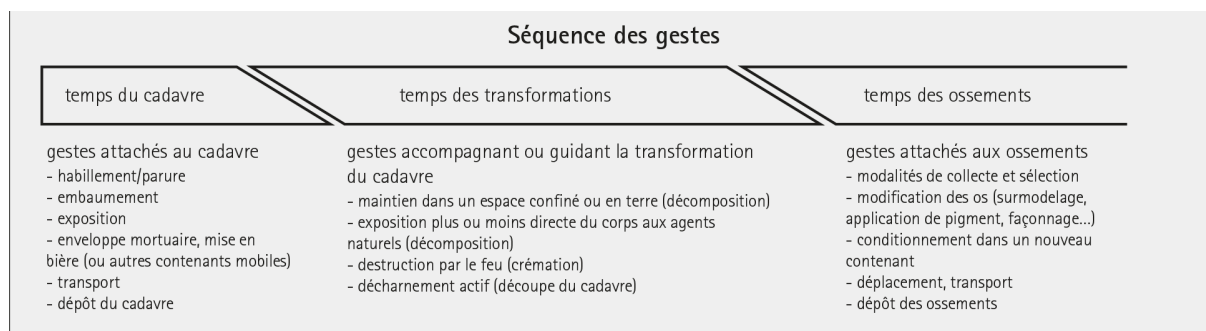 Séquence des gestes
temps du cadavre
temps des transformations
temps des ossements
gestes attachés au cadavre
- habillement/parure
- embaumement
- exposition
- enveloppe mortuaire, mise en
bière (ou autres contenants mobiles)
- transport
- dépôt du cadavre
gestes accompagnant ou guidant la transformation
du cadavre
- maintien dans un espace confiné ou en terre (décomposition)
- exposition plus ou moins directe du corps aux agents
naturels (décomposition)
- destruction par le feu (crémation)
- décharnement actif (découpe du cadavre)
gestes attachés aux ossements
- modalités de collecte et sélection
- modification des os (surmodelage,
application de pigment, façonnage...)
- conditionnement dans un nouveau
contenant
- déplacement, transport
- dépôt des ossements